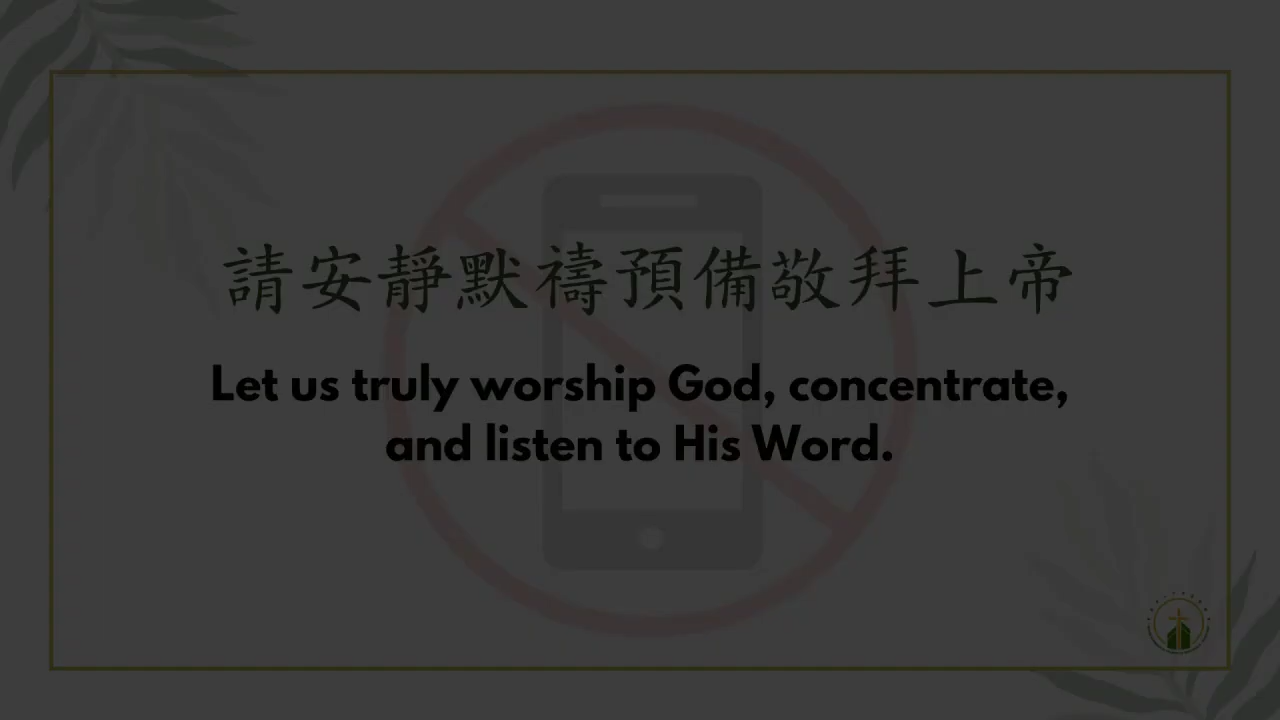 請安靜默禱預備敬拜上帝
Let us truly worship God, concentrate,
and listen to His Word.